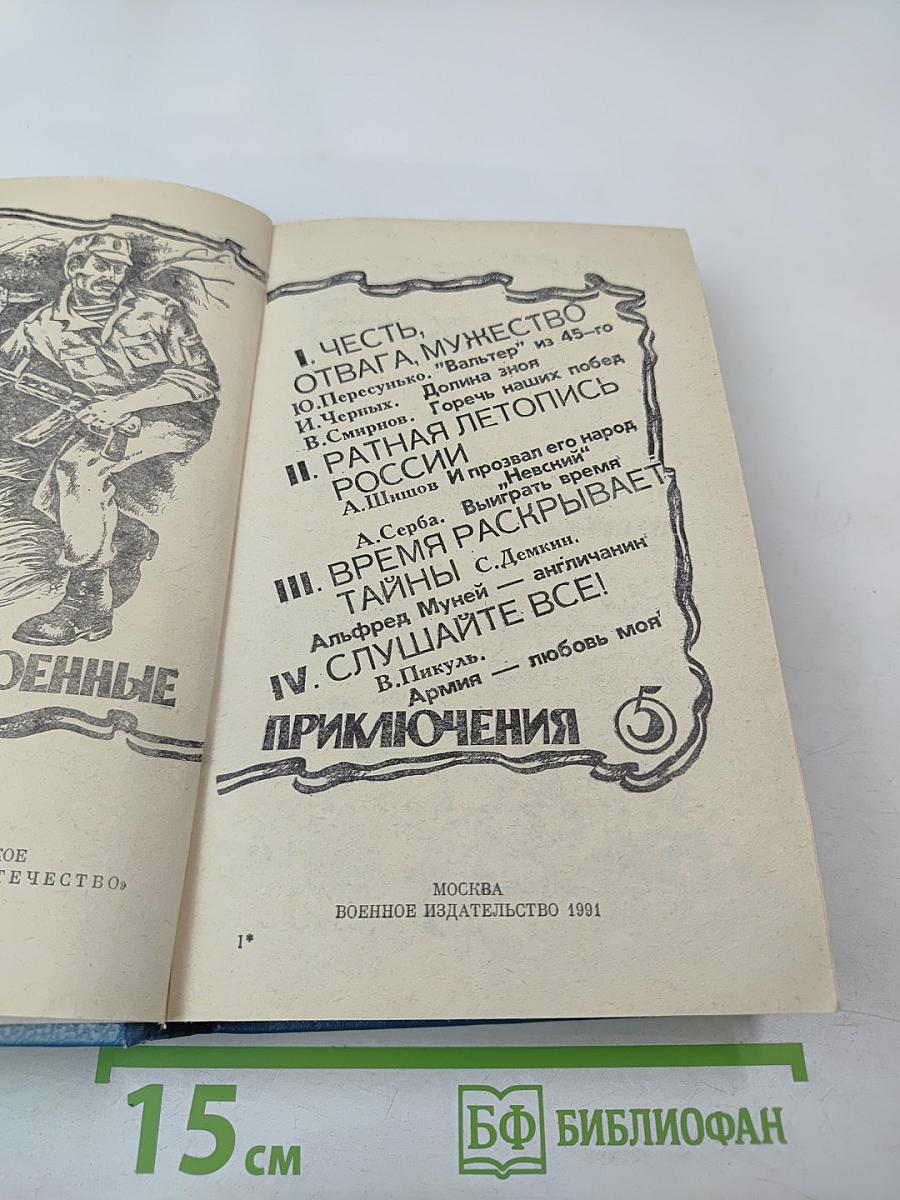 ОЕННЫЕ
КОЕ
ТЕЧЕСТВО»
I. ЧЕСТЬ,
ОТВАГА, МУЖЕСТВО
Ю.Пересунько. "Вальтер" из 45-го
И.Черных. Долина зноя
В.Смирнов. Горечь наших побед
II. РАТНАЯ ЛЕТОПИСЬ
РОССИИ
А.Шишов И прозвал его народ
„Невский“
А.Серба. Выиграть время
III. ВРЕМЯ РАСКРЫВАЕТ
ТАЙНЫ С.Демкин.
Альфред Муней — англичанин
IV. СЛУШАЙТЕ ВСЕ!
В.Пикуль.
Армия — любовь моя
ПРИКЛЮЧЕНИЯ 5
МОСКВА
ВОЕННОЕ ИЗДАТЕЛЬСТВО 1991
1*
15 см
БФ БИБЛИОФАН